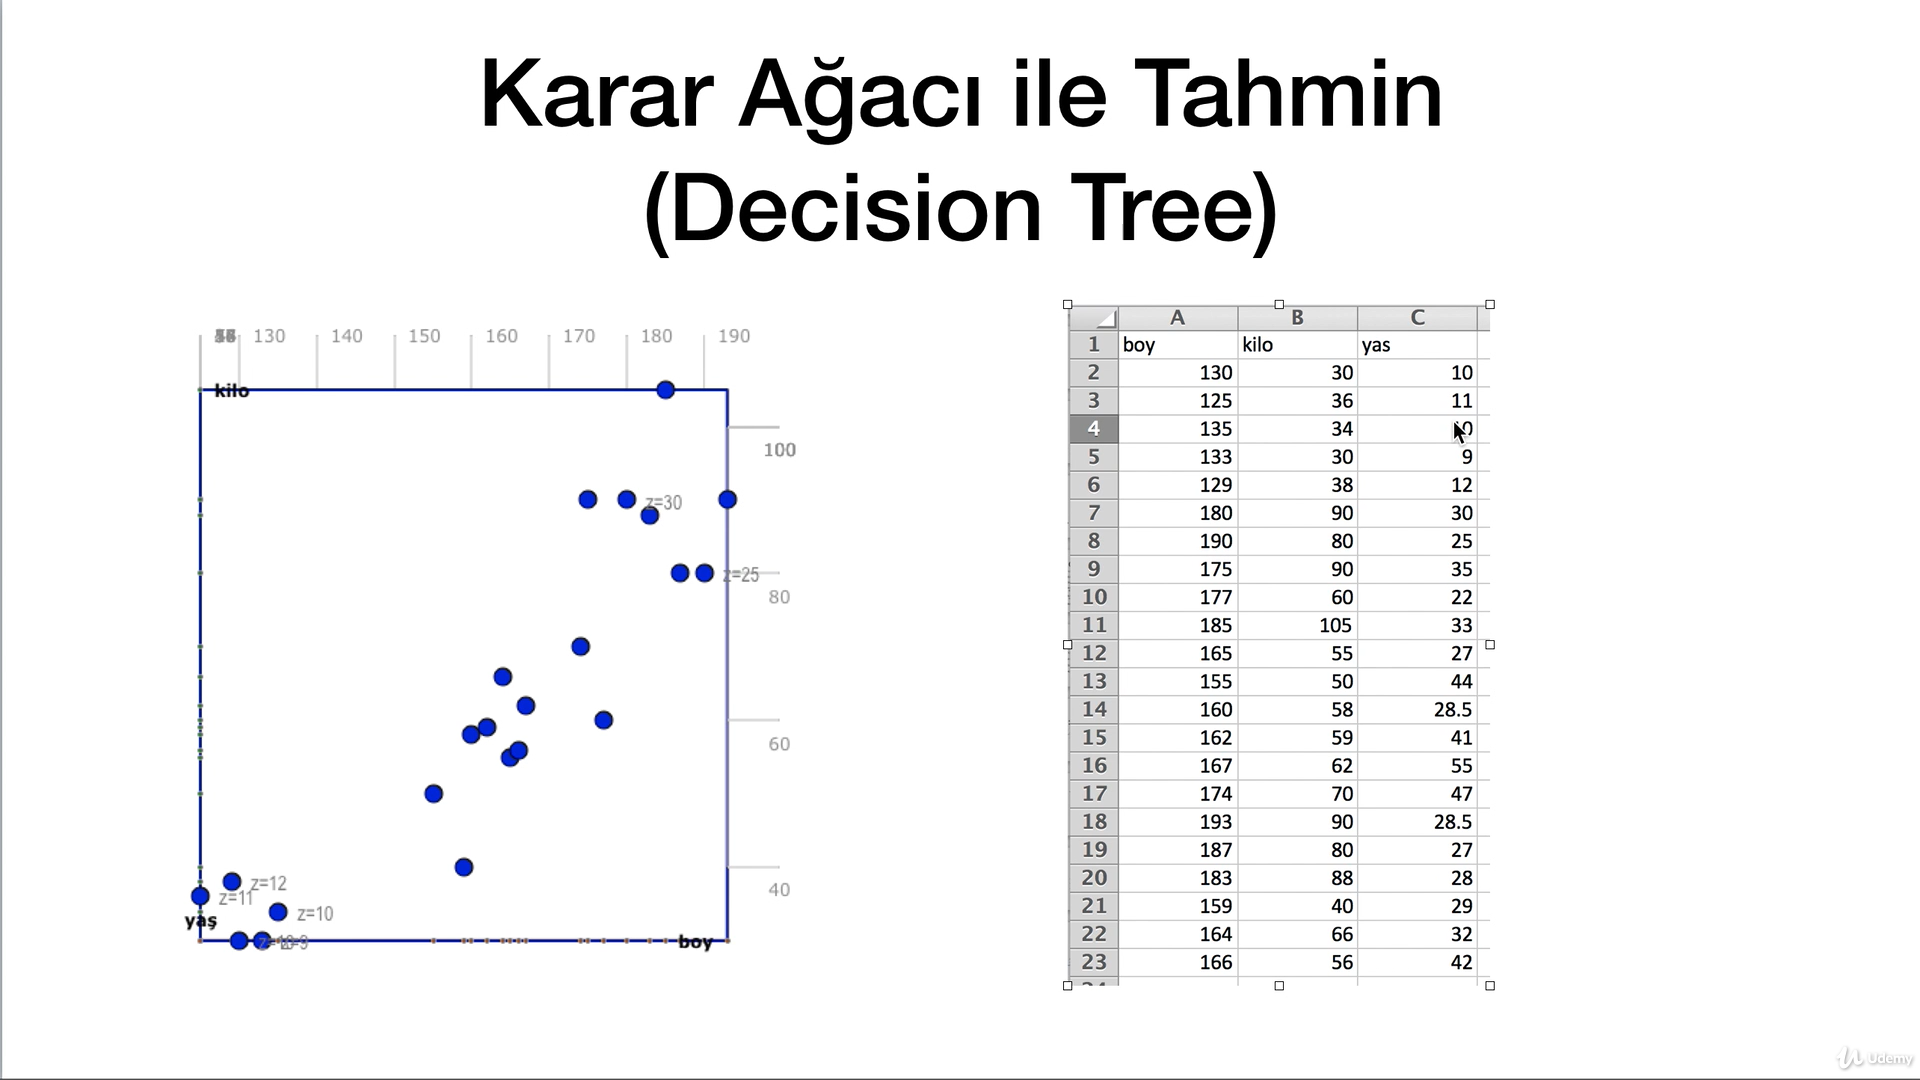 Karar Ağacı ile Tahmin
(Decision Tree)
130 140 150 160 170 180 190
kilo
100
z=30
z=25
80
60
z=12
40
z=11
z=10
yaş
boy
A B C
1 boy kilo yas
2 130 30 10
3 125 36 11
4 135 34
5 133 30 9
6 129 38 12
7 180 90 30
8 190 80 25
9 175 90 35
10 177 60 22
11 185 105 33
12 165 55 27
13 155 50 44
14 160 58 28.5
15 162 59 41
16 167 62 55
17 174 70 47
18 193 90 28.5
19 187 80 27
20 183 88 28
21 159 40 29
22 164 66 32
23 166 56 42
Udemy